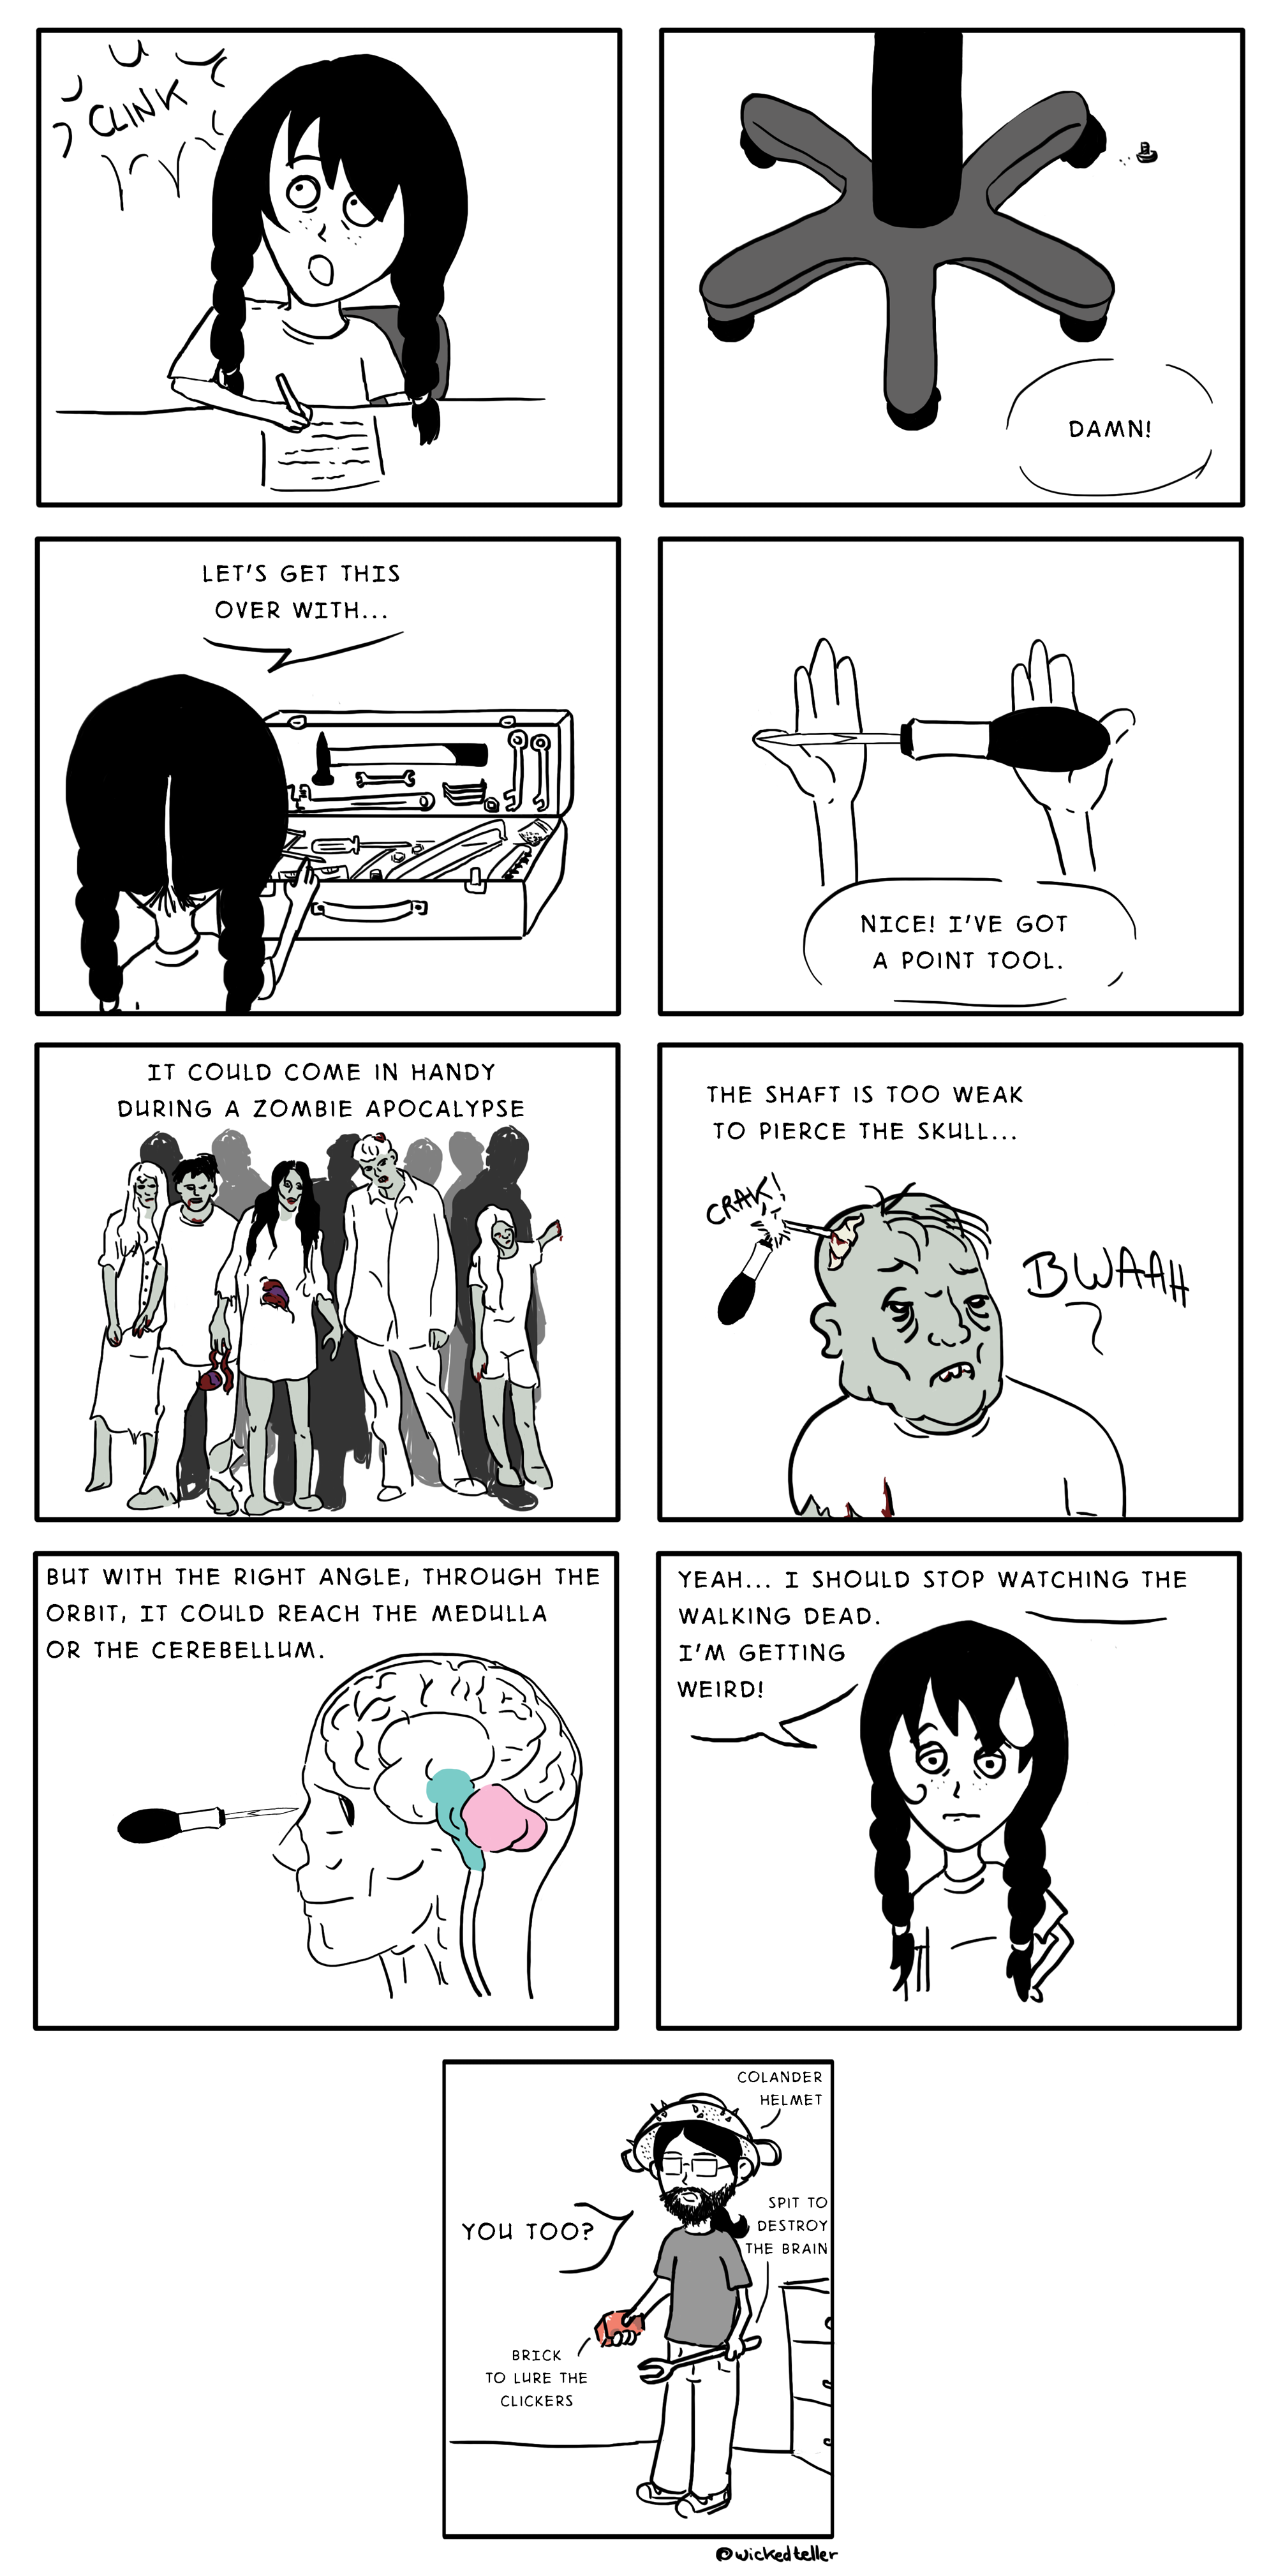 CLINK
DAMN!
LET'S GET THIS
OVER WITH...
NICE! I'VE GOT
A POINT TOOL.
IT COULD COME IN HANDY
DURING A ZOMBIE APOCALYPSE
THE SHAFT IS TOO WEAK
TO PIERCE THE SKULL...
CRAK!
BWAAH
BUT WITH THE RIGHT ANGLE, THROUGH THE
ORBIT, IT COULD REACH THE MEDULLA
OR THE CEREBELLUM.
YEAH... I SHOULD STOP WATCHING THE
WALKING DEAD.
I'M GETTING
WEIRD!
COLANDER
HELMET
YOU TOO?
SPIT TO
DESTROY
THE BRAIN
BRICK
TO LURE THE
CLICKERS
@wickedteller